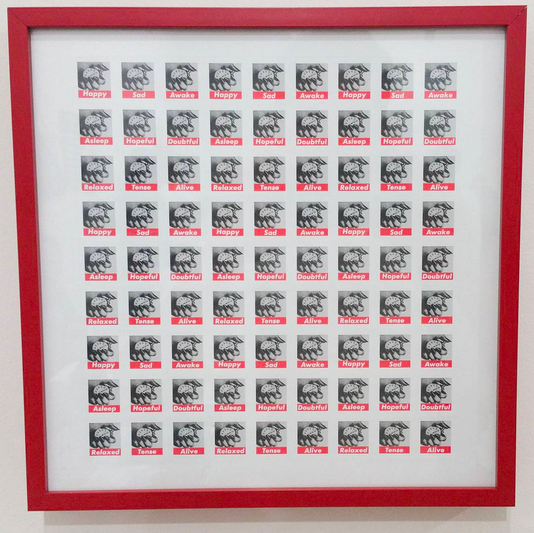 Happy Sad Awake Happy Sad Awake Happy Sad Awake
Asleep Hopeful Doubtful Asleep Hopeful Doubtful Asleep Hopeful Doubtful
Relaxed Tense Alive Relaxed Tense Alive Relaxed Tense Alive
Happy Sad Awake Happy Sad Awake Happy Sad Awake
Asleep Hopeful Doubtful Asleep Hopeful Doubtful Asleep Hopeful Doubtful
Relaxed Tense Alive Relaxed Tense Alive Relaxed Tense Alive
Happy Sad Awake Happy Sad Awake Happy Sad Awake
Asleep Hopeful Doubtful Asleep Hopeful Doubtful Asleep Hopeful Doubtful
Relaxed Tense Alive Relaxed Tense Alive Relaxed Tense Alive